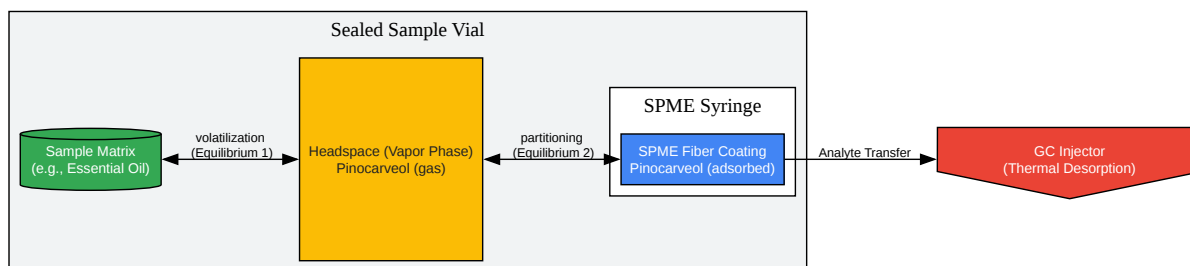 Sealed Sample Vial
Sample Matrix
(e.g., Essential Oil)
volatilization
(Equilibrium 1)
Headspace (Vapor Phase)
Pinocarveol (gas)
partitioning
(Equilibrium 2)
SPME Syringe
SPME Fiber Coating
Pinocarveol (adsorbed)
Analyte Transfer
GC Injector
(Thermal Desorption)